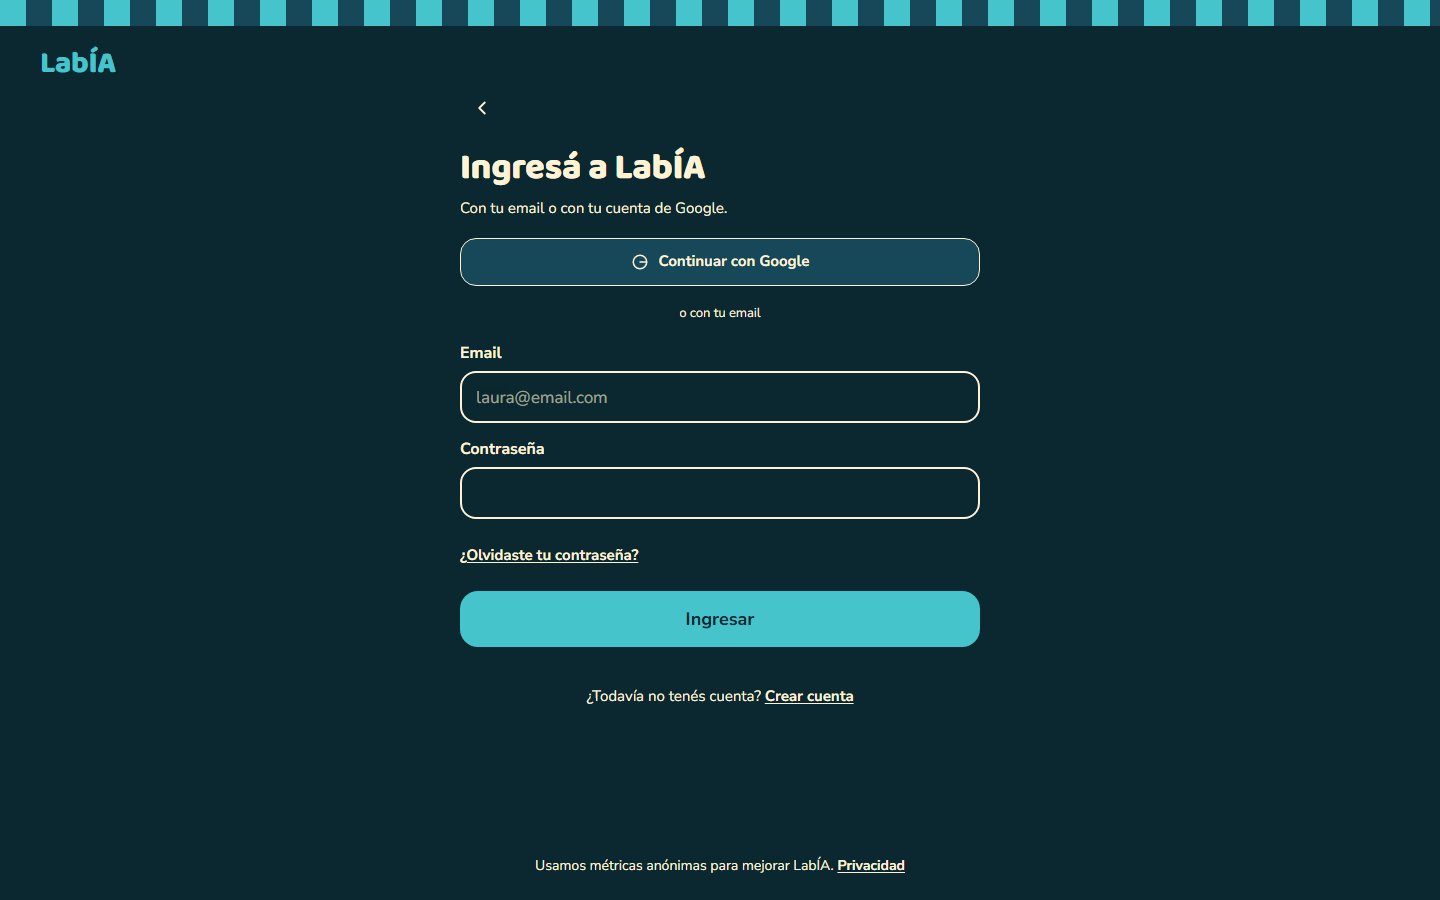 LabÍA
Ingresá a LabÍA
Con tu email o con tu cuenta de Google.
Continuar con Google
o con tu email
Email
laura@email.com
Contraseña
¿Olvidaste tu contraseña?
Ingresar
¿Todavía no tenés cuenta? Crear cuenta
Usamos métricas anónimas para mejorar LabÍA. Privacidad